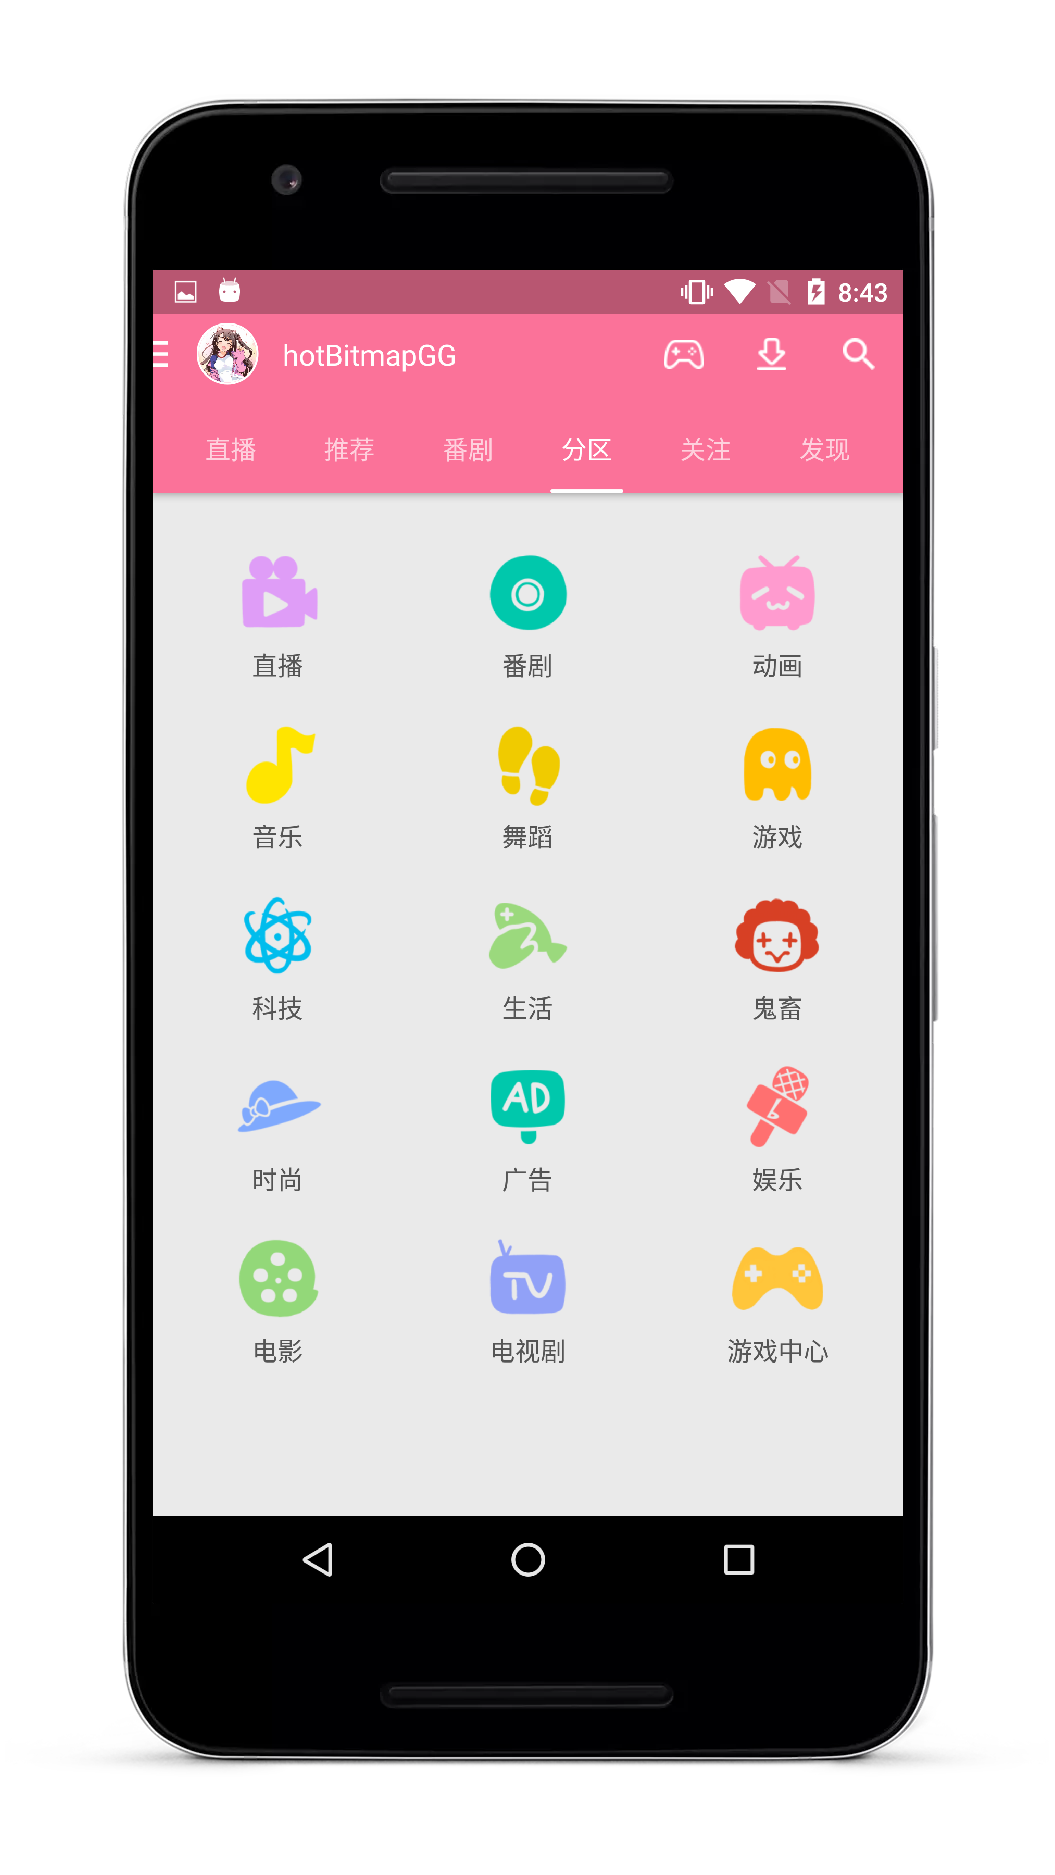 8:43
hotBitmapGG
直播 推荐 番剧 分区 关注 发现
直播 番剧 动画
音乐 舞蹈 游戏
科技 生活 鬼畜
AD
时尚 广告 娱乐
TV
电影 电视剧 游戏中心